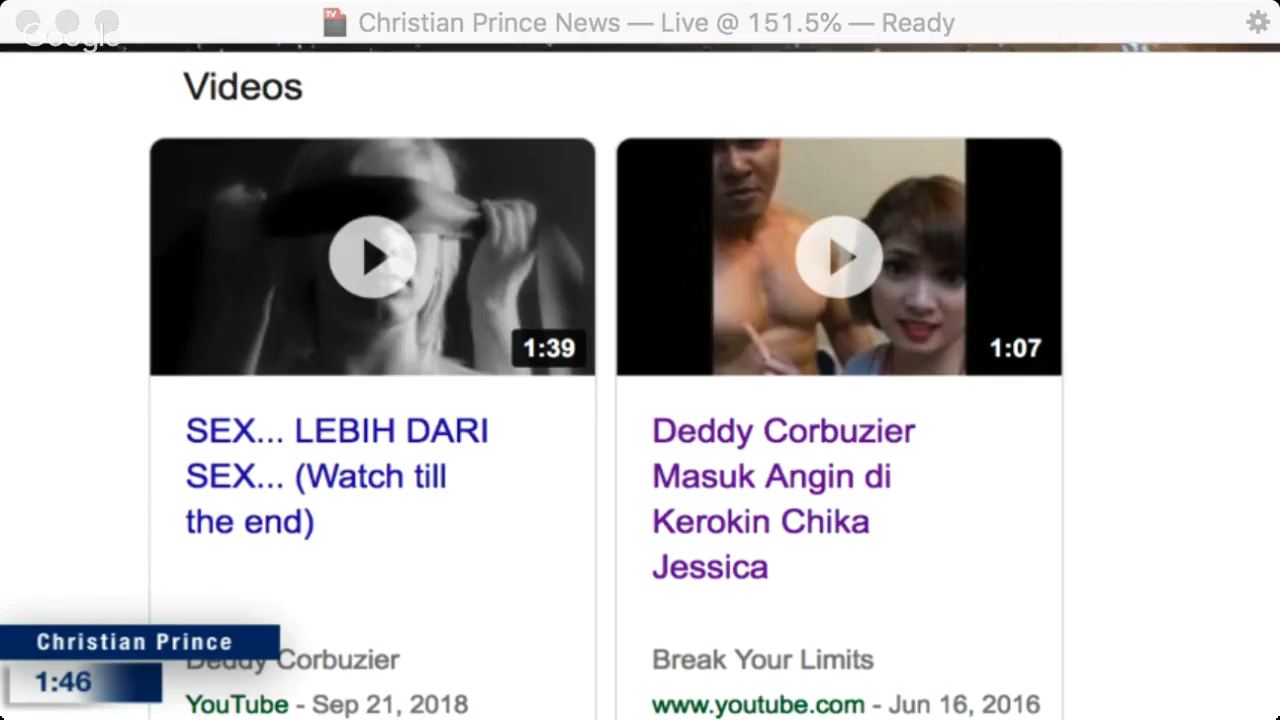 Christian Prince News — Live @ 151.5% — Ready
Google
Videos
1:39
1:07
SEX... LEBIH DARI
SEX... (Watch till
the end)
Deddy Corbuzier
Masuk Angin di
Kerokin Chika
Jessica
Deddy Corbuzier
YouTube - Sep 21, 2018
Break Your Limits
www.youtube.com - Jun 16, 2016
Christian Prince
1:46